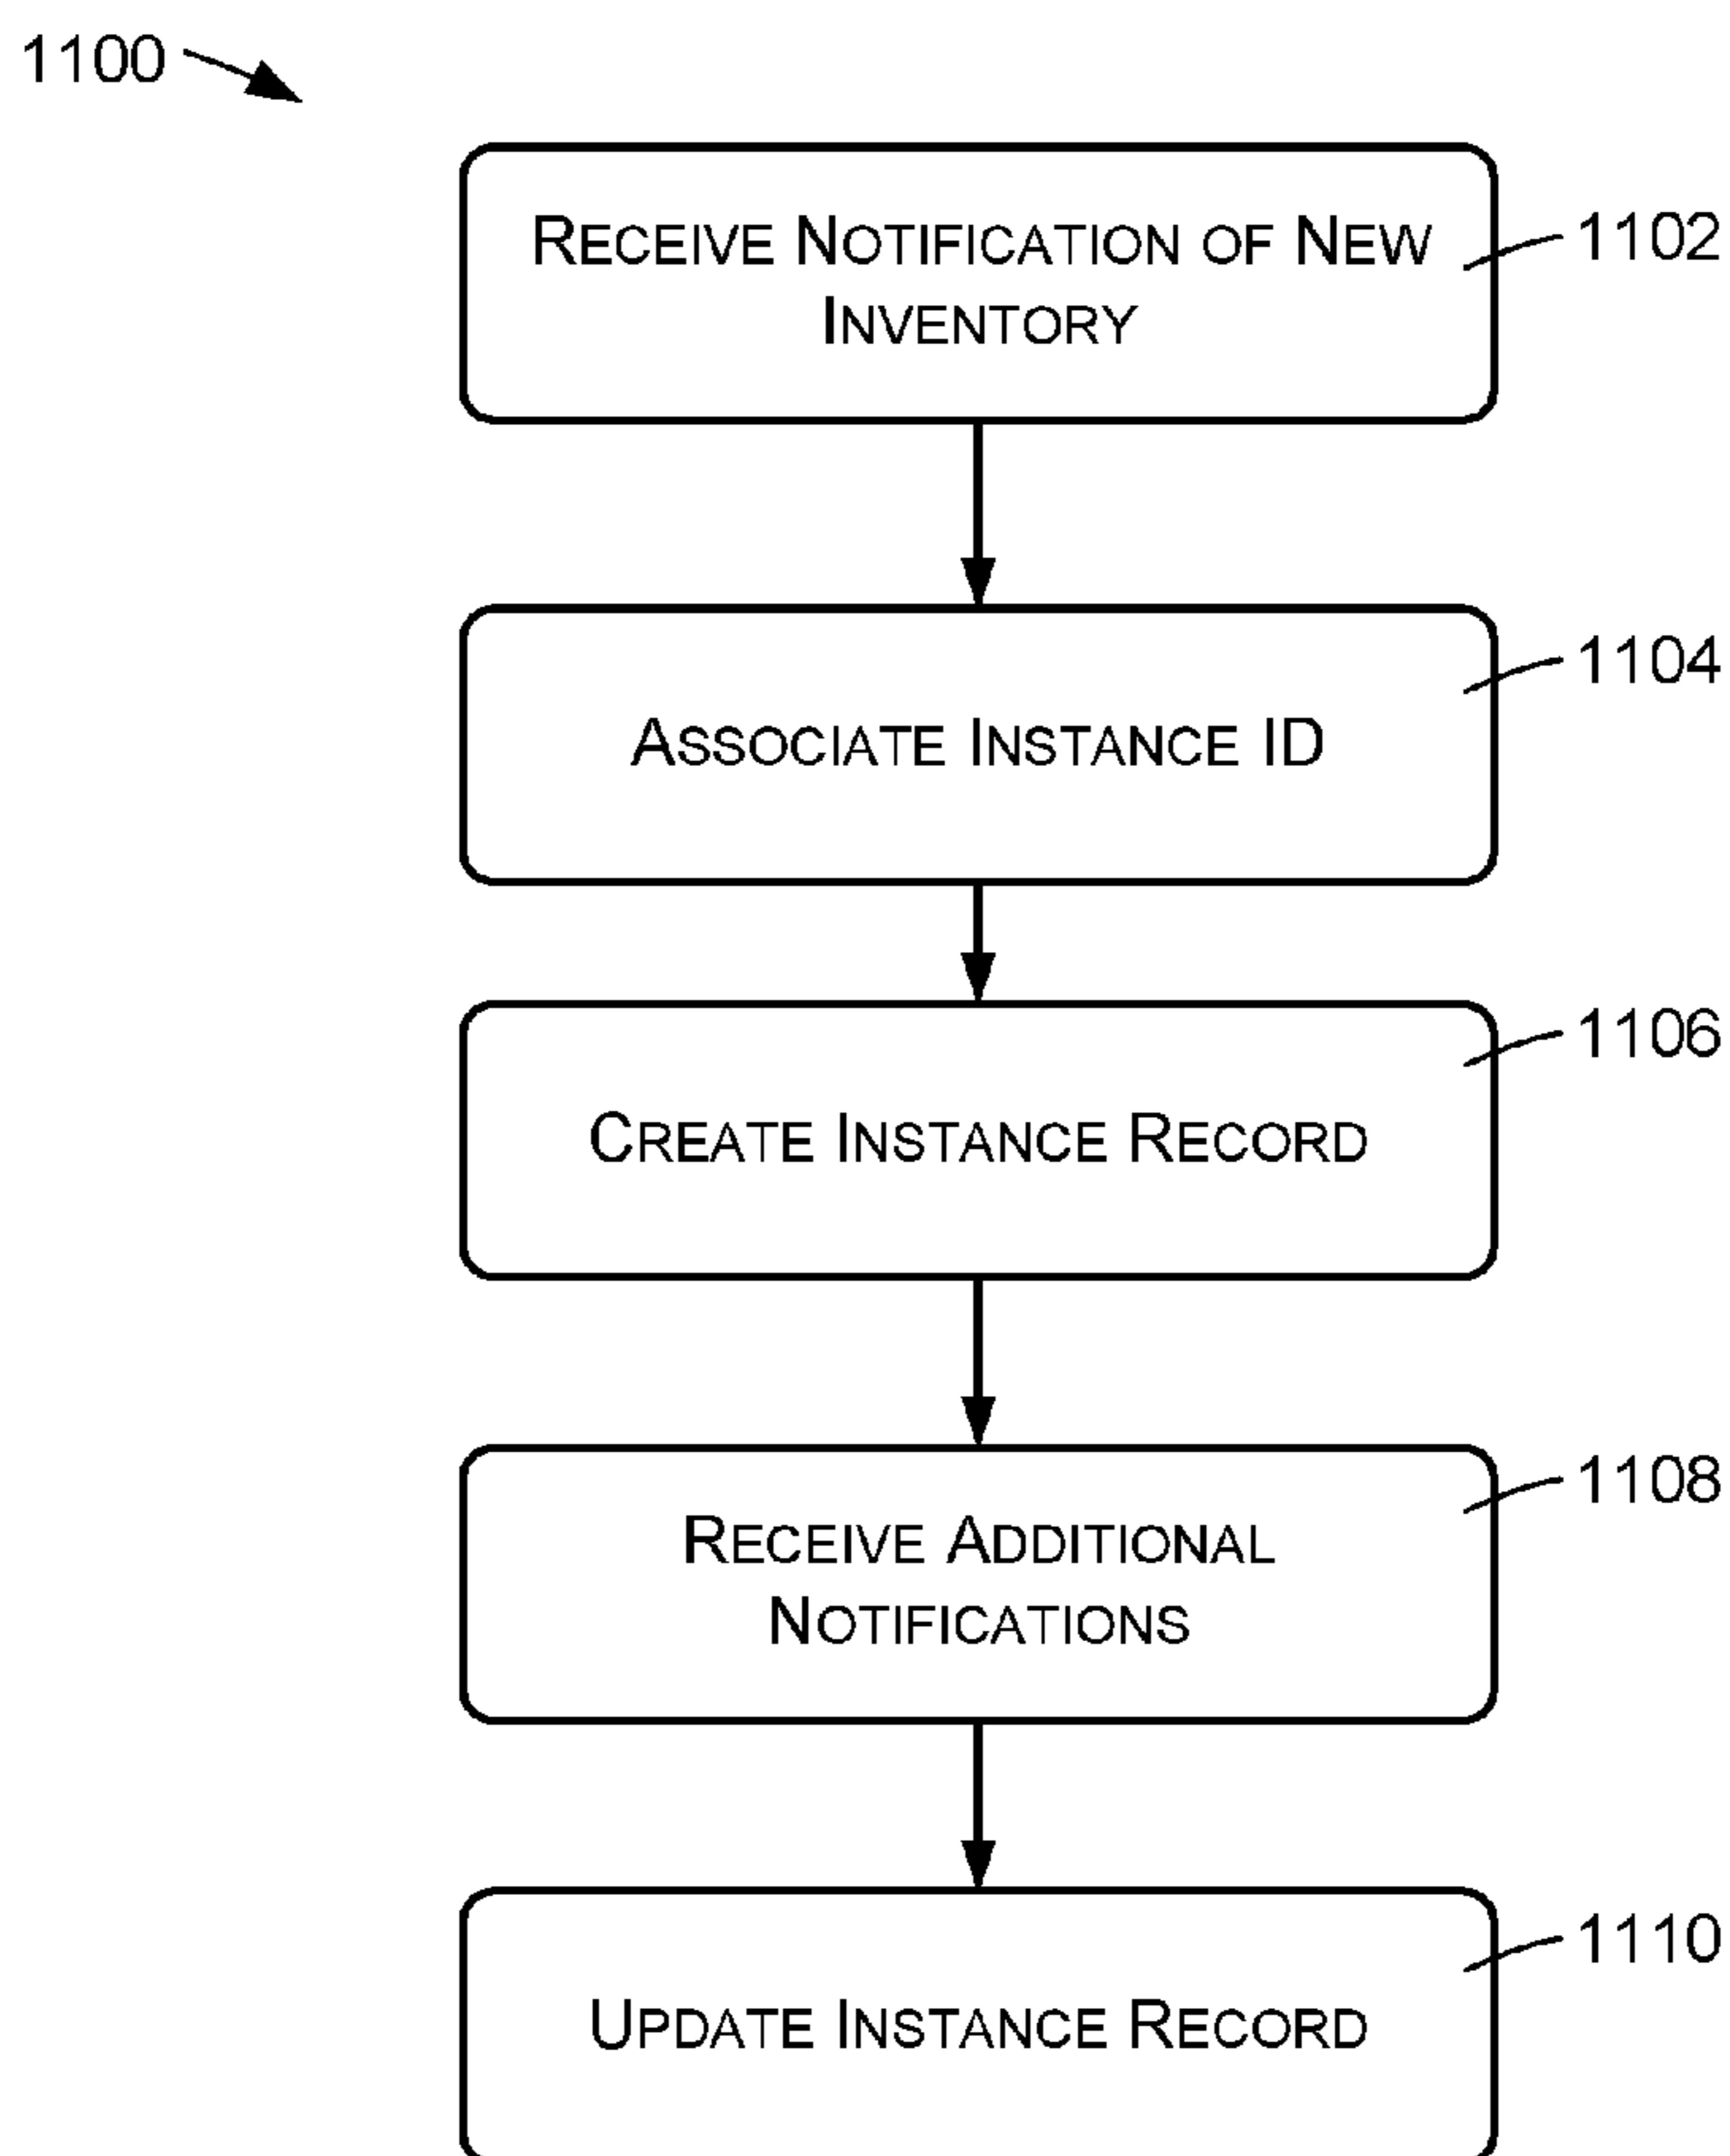 1100
RECEIVE NOTIFICATION OF NEW
INVENTORY
1102
ASSOCIATE INSTANCE ID
1104
CREATE INSTANCE RECORD
1106
RECEIVE ADDITIONAL
NOTIFICATIONS
1108
UPDATE INSTANCE RECORD
1110